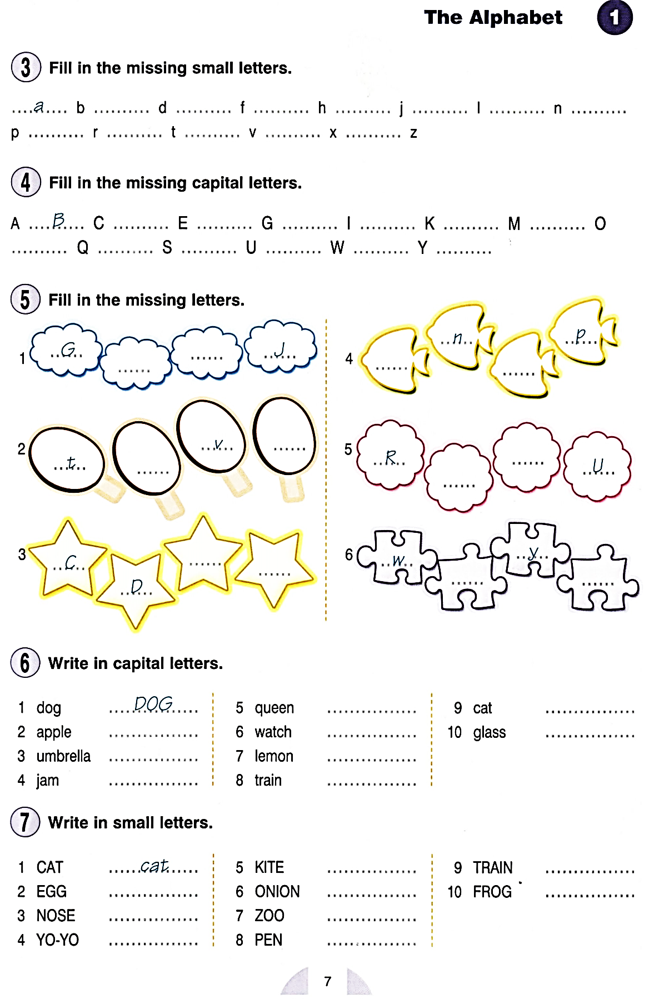 The Alphabet 1
3 Fill in the missing small letters.
....a.... b .......... d .......... f .......... h .......... j .......... l .......... n ..........
p .......... r .......... t .......... v .......... x .......... z
4 Fill in the missing capital letters.
A ....B.... C .......... E .......... G .......... I .......... K .......... M .......... O
.......... Q .......... S .......... U .......... W .......... Y ..........
5 Fill in the missing letters.
1 ..G.. ...... ...... ..J...
2 ..t... ...... ..v... ......
3 ..C... ..D... ...... ......
4 ...... ..n... ...... ..p...
5 ..R... ...... ...... ..U...
6 ..w... ...... ..y... ......
6 Write in capital letters.
1 dog ....DOG....
2 apple ................
3 umbrella ................
4 jam ................
5 queen ................
6 watch ................
7 lemon ................
8 train ................
9 cat ................
10 glass ................
7 Write in small letters.
1 CAT ......cat......
2 EGG ................
3 NOSE ................
4 YO-YO ................
5 KITE ................
6 ONION ................
7 ZOO ................
8 PEN ................
9 TRAIN ................
10 FROG ................
7